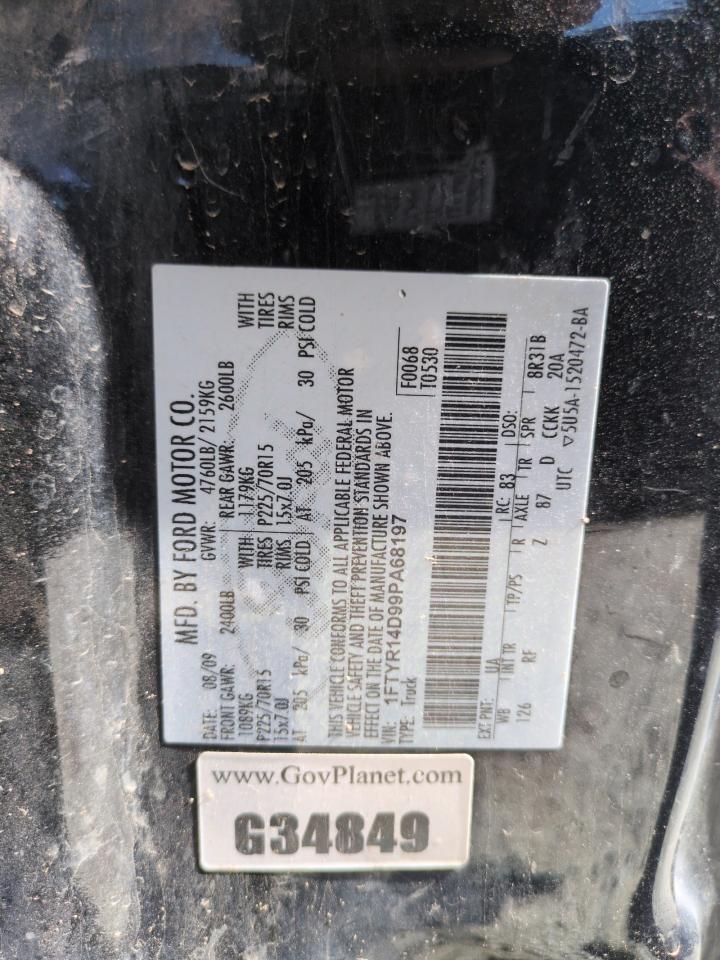 MFD. BY FORD MOTOR CO.
DATE: 08/09 GVWR: 4760LB/ 2159KG
FRONT GAWR: 2400LB REAR GAWR: 2600LB
1089KG WITH 1179KG WITH
P225/70R15 TIRES P225/70R15 TIRES
15x7.0J RIMS 15x7.0J RIMS
AT 205 kPa/ 30 PSI COLD AT 205 kPa/ 30 PSI COLD
THIS VEHICLE CONFORMS TO ALL APPLICABLE FEDERAL MOTOR
VEHICLE SAFETY AND THEFT PREVENTION STANDARDS IN
EFFECT ON THE DATE OF MANUFACTURE SHOWN ABOVE.
VIN: 1FTYR14D99PA68197 F0068
TYPE: Truck T0530
EXT PNT: UA RC: 83 DSO:
WB INT TR TP/PS R AXLE TR SPR 8R31B
126 RF Z 87 D CCKK 20A
UTC ▽5U5A-1520472-BA
www.GovPlanet.com
G34849